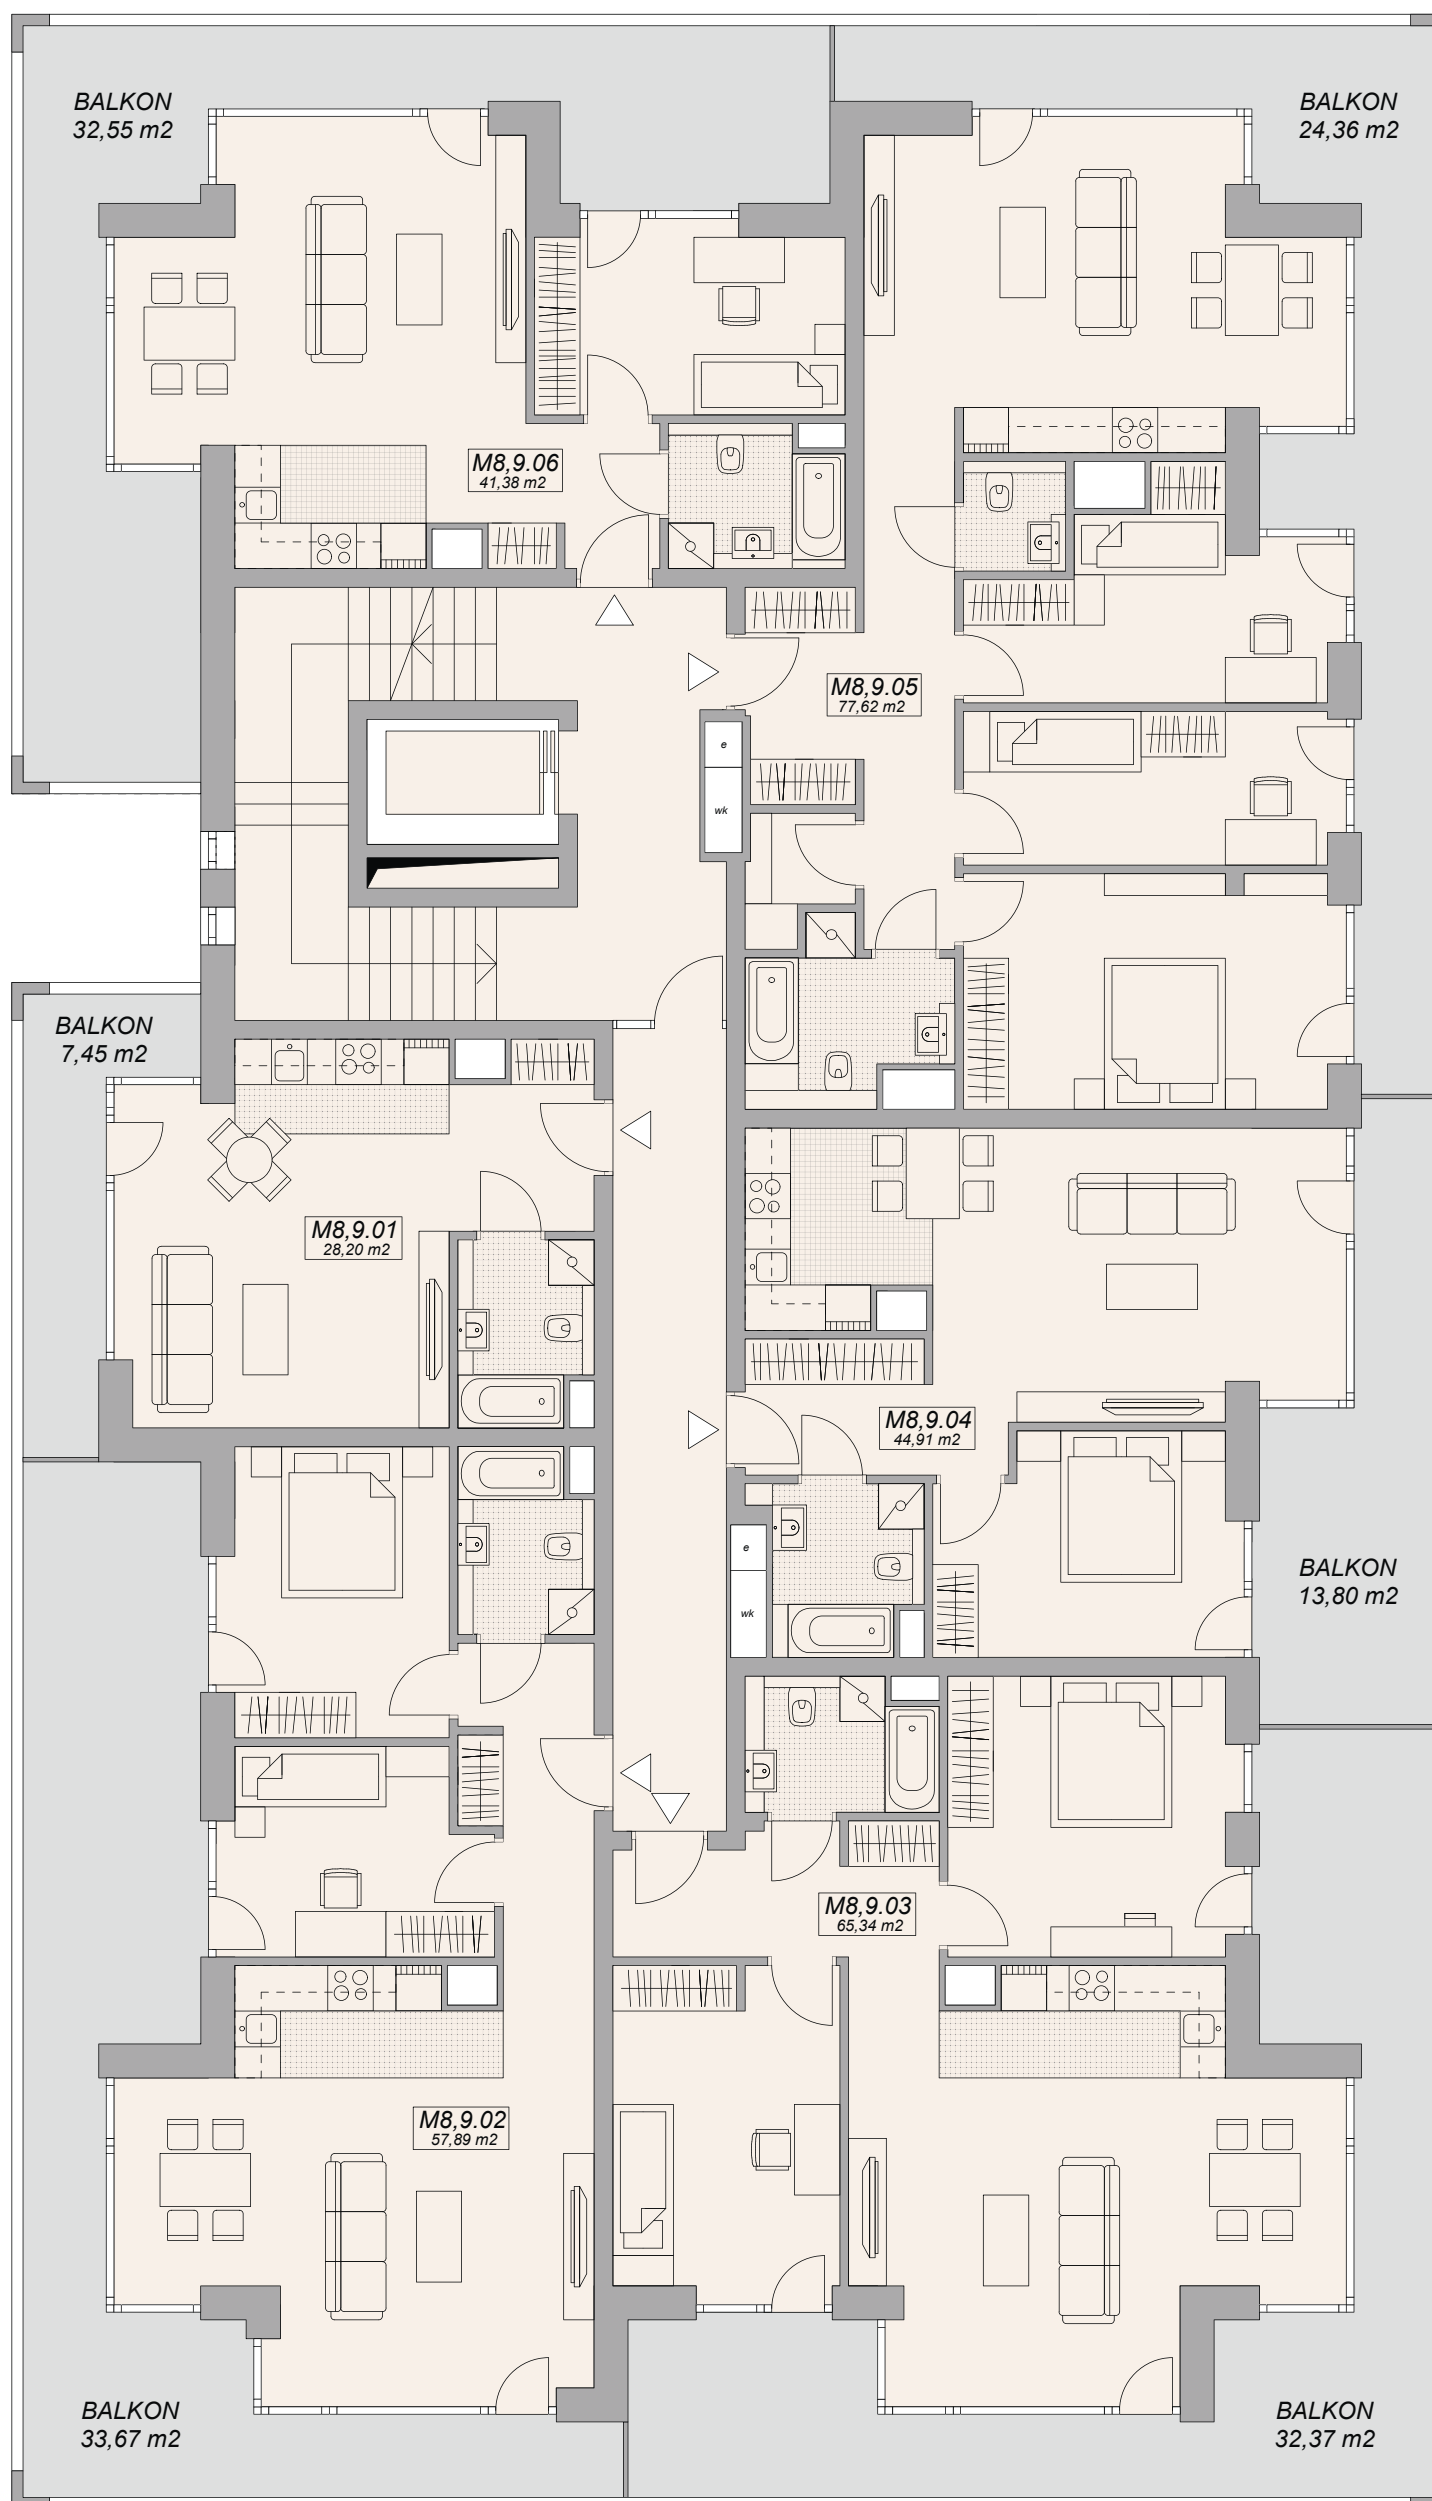 BALKON
32,55 m2
BALKON
24,36 m2
M8,9.06
41,38 m2
M8,9.05
77,62 m2
e
wk
BALKON
7,45 m2
M8,9.01
28,20 m2
M8,9.04
44,91 m2
e
wk
BALKON
13,80 m2
M8,9.03
65,34 m2
M8,9.02
57,89 m2
BALKON
33,67 m2
BALKON
32,37 m2